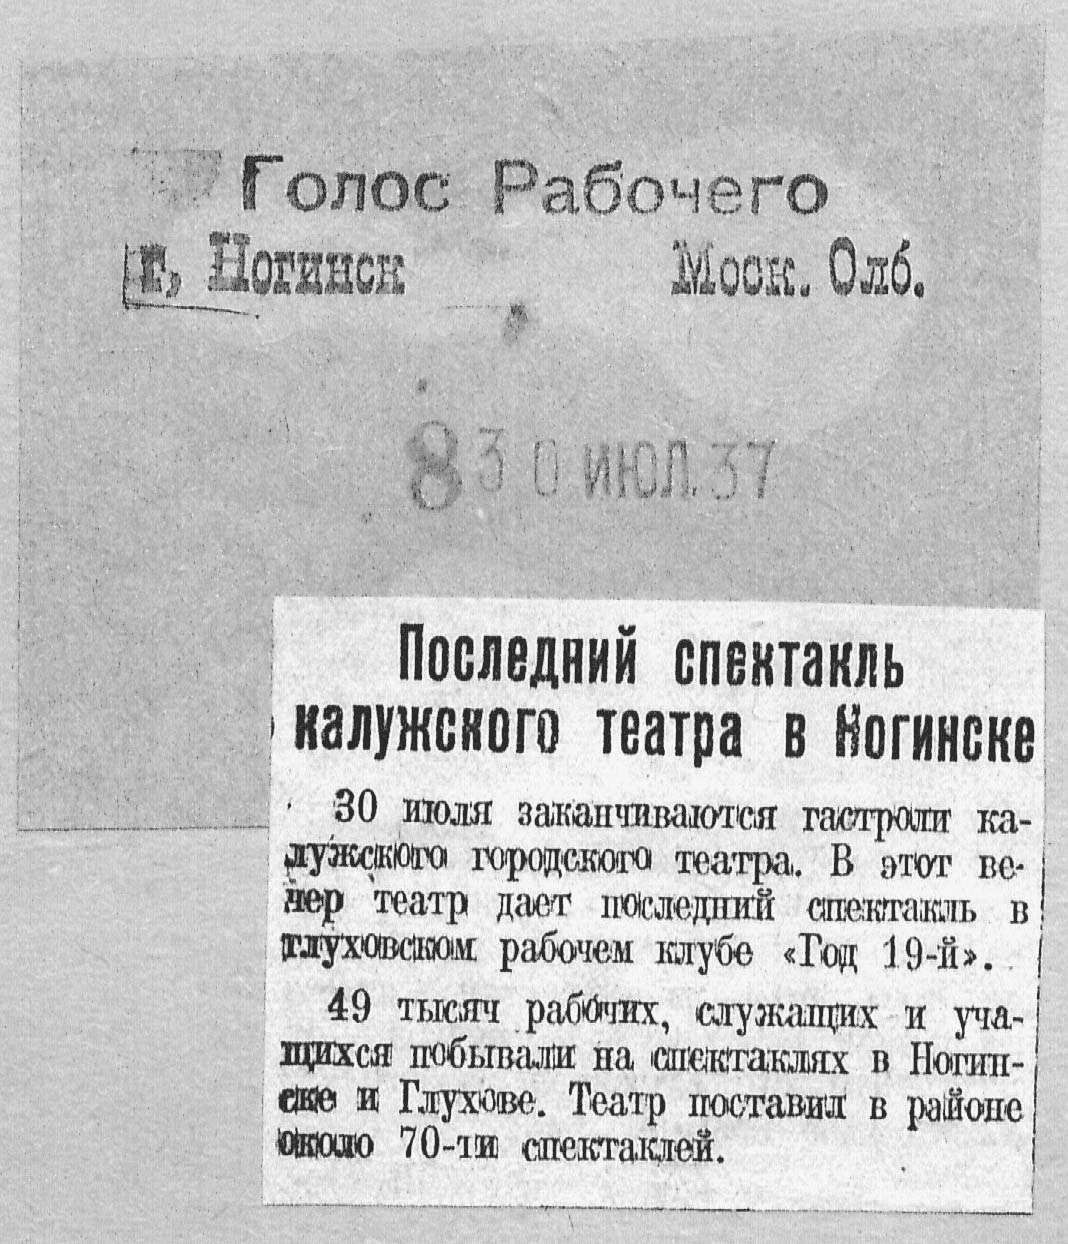 Голос Рабочего
г, Ногинск Моск. Олб.
8 30 ИЮЛ. 37
Последний спектакль
калужского театра в Ногинске
30 июля заканчиваются гастроли ка-
лужского городского театра. В этот ве-
чер театр дает последний спектакль в
глуховском рабочем клубе «Год 19-й».
49 тысяч рабочих, служащих и уча-
щихся побывали на спектаклях в Ногин-
ске и Глухове. Театр поставил в районе
около 70-ти спектаклей.